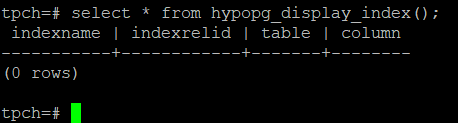 tpch=# select * from hypopg_display_index();
 indexname | indexrelid | table | column
-----------+------------+-------+--------
(0 rows)
tpch=#